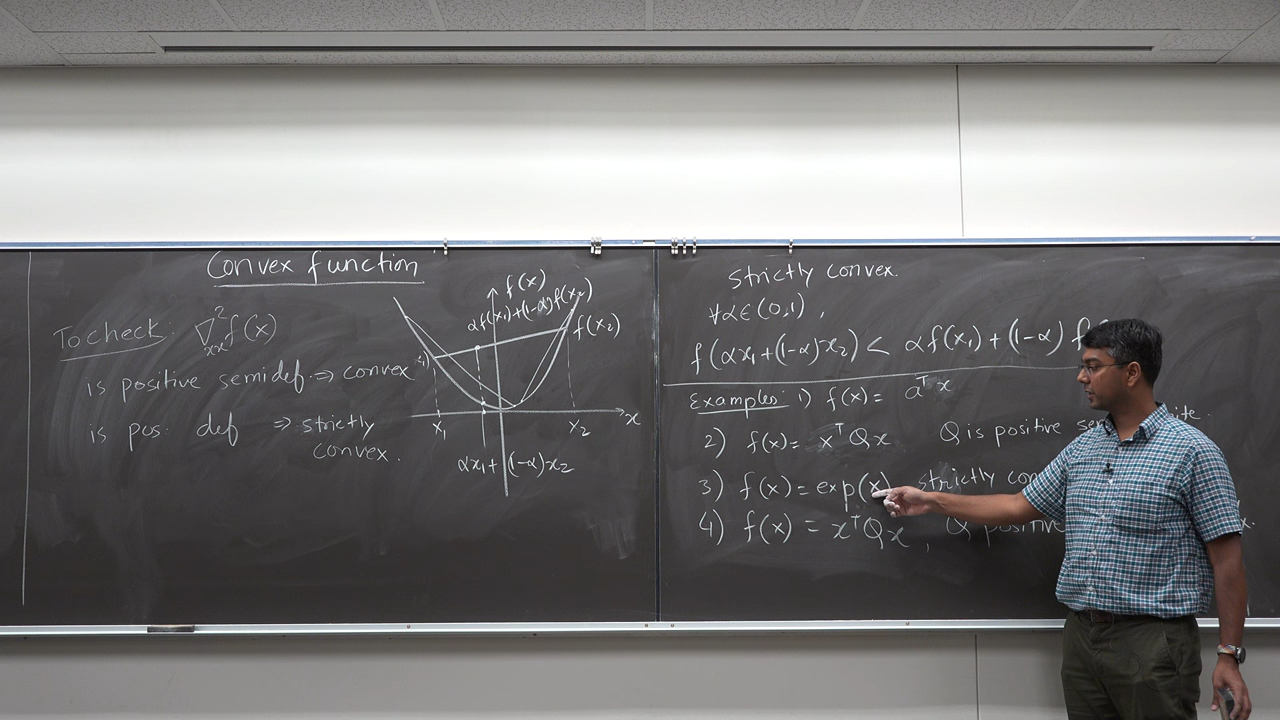 Convex function
To check: ∇²ₓₓ f(x)
is positive semidef. ⇒ convex
is pos. def ⇒ strictly
convex.
f(x)
αf(x₁)+(1-α)f(x₂)
f(x₂)
x₁
x₂
x
αx₁+(1-α)x₂
strictly convex.
∀α∈(0,1),
f(αx₁+(1-α)x₂) < αf(x₁)+(1-α)
Examples: 1) f(x)= aᵀx
2) f(x)= xᵀQx Q is positive
3) f(x)=exp(x) strictly
4) f(x) = xᵀQx, Q positive